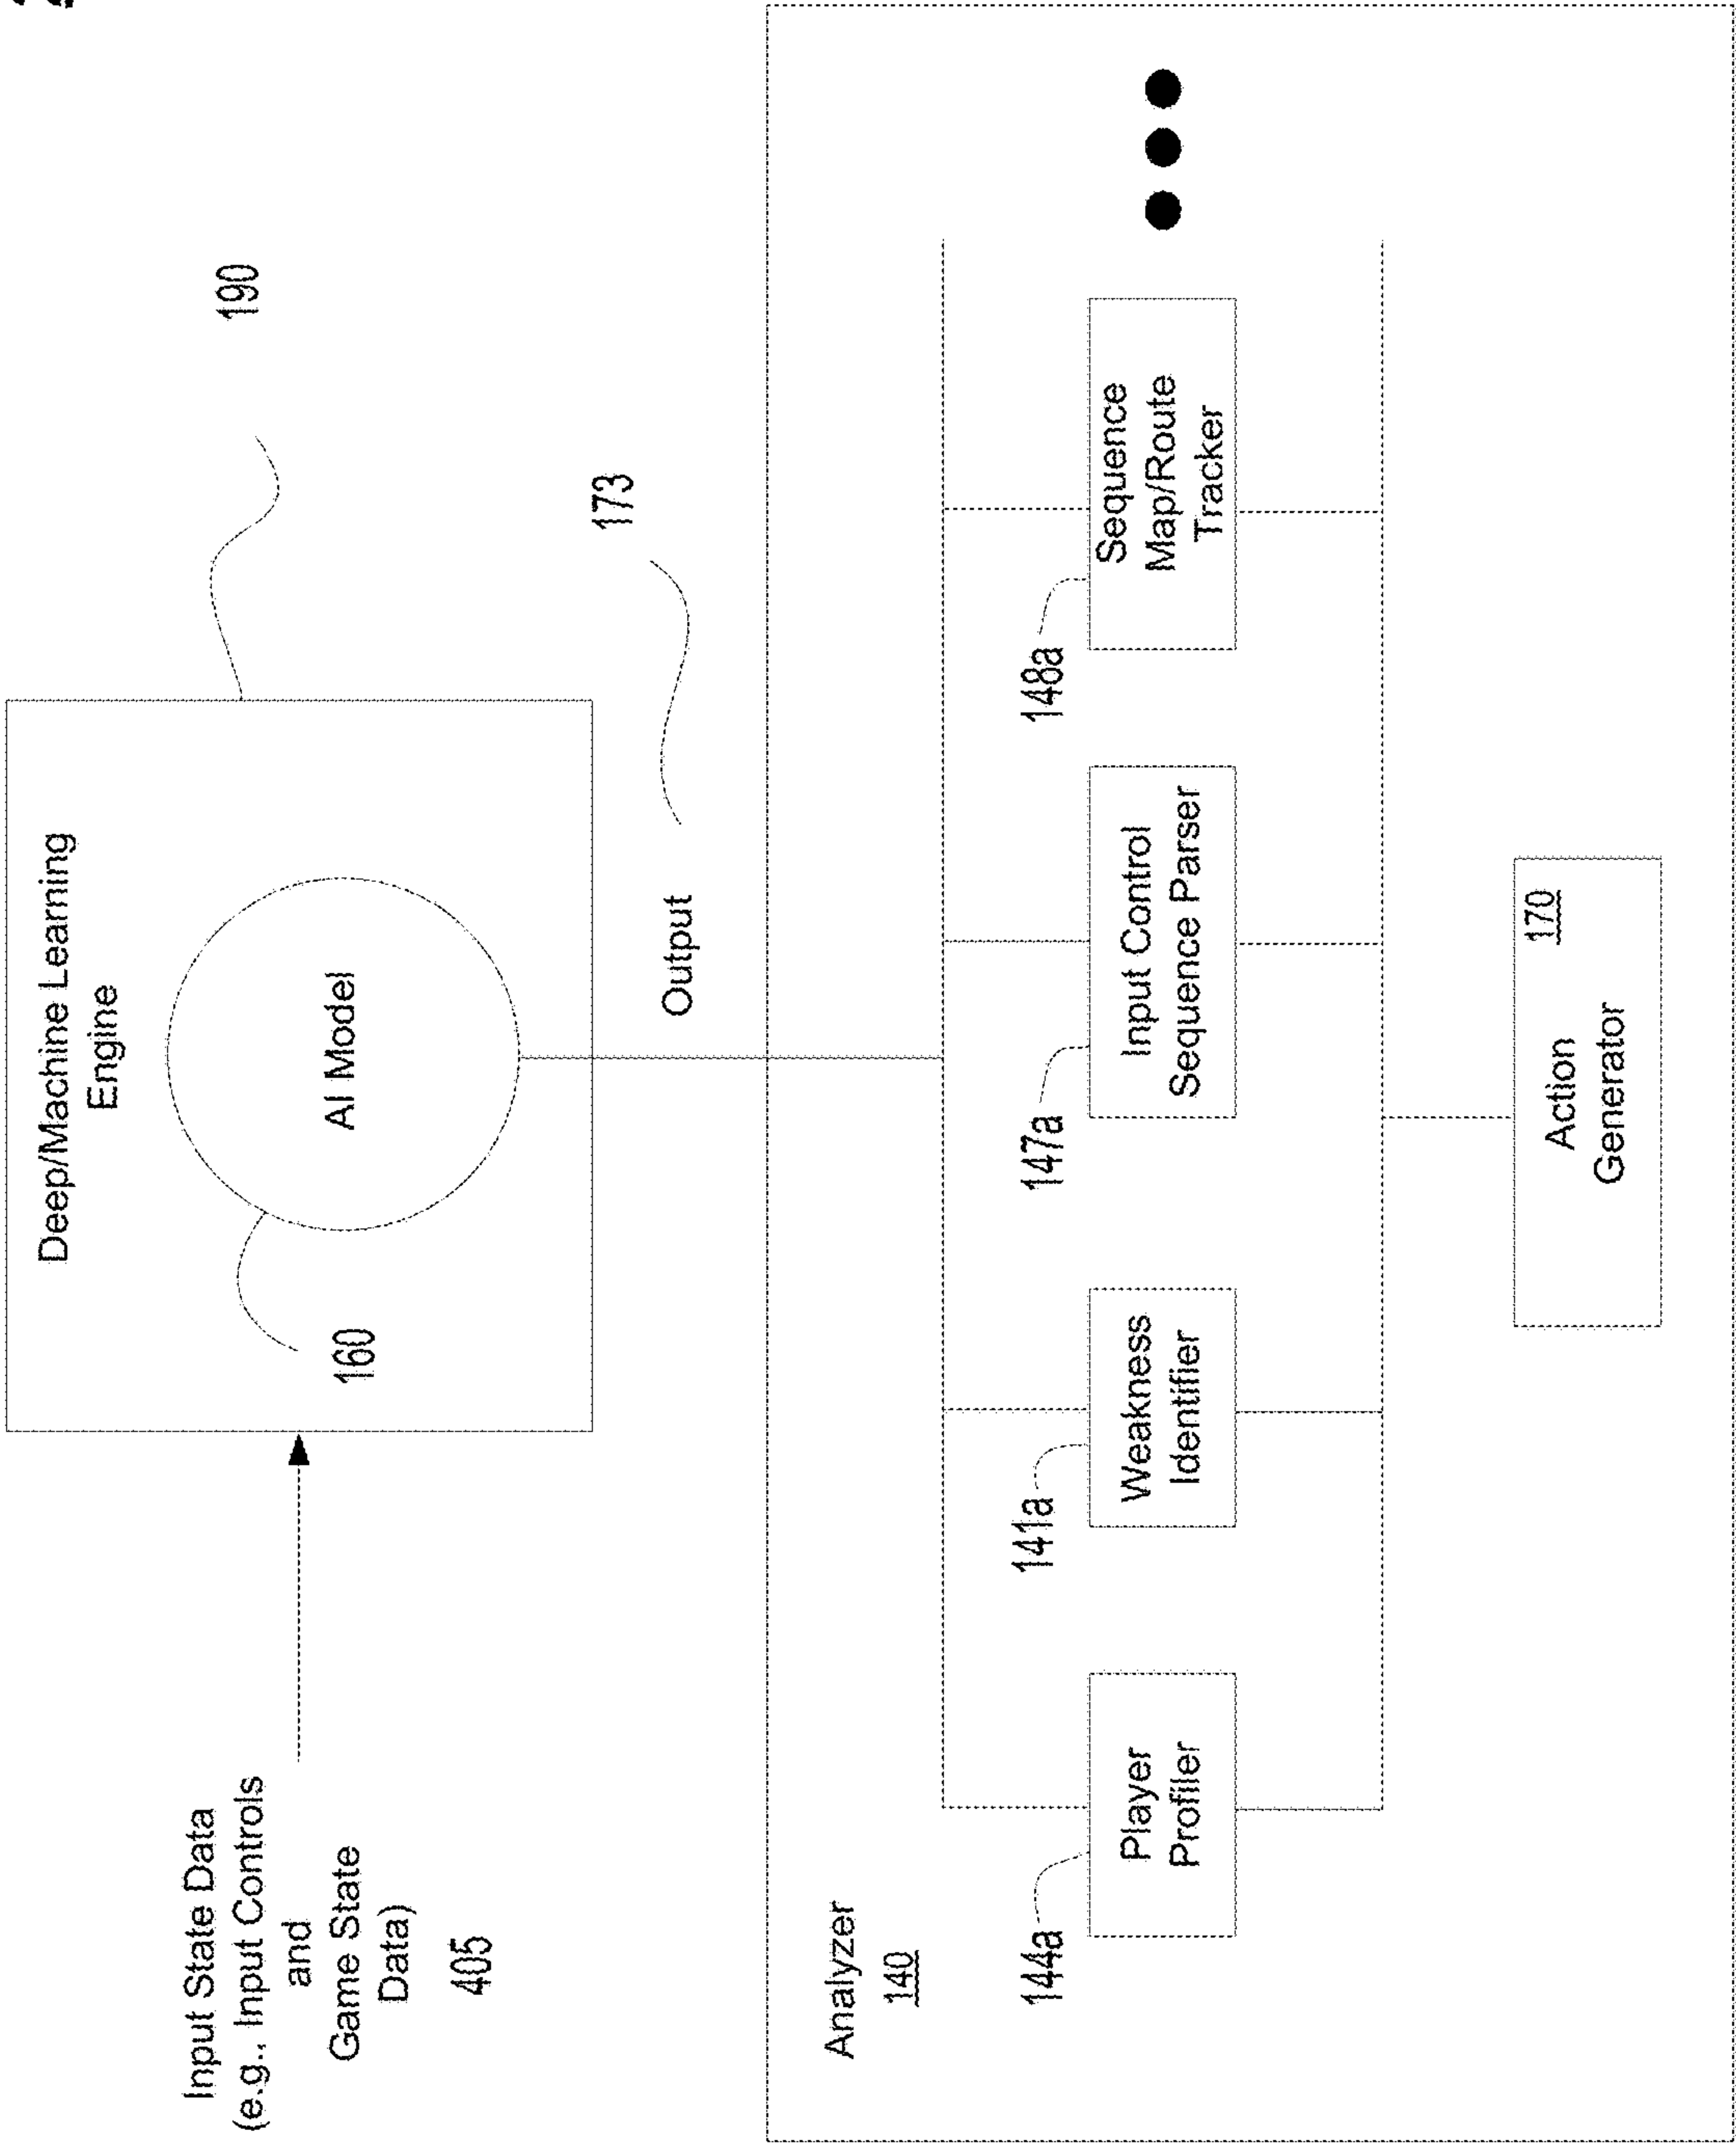 Input State Data
(e.g., Input Controls
and
Game State
Data)
405
Deep/Machine Learning
Engine
AI Model
160
190
Output
173
Analyzer
140
144a
Player
Profiler
141a
Weakness
Identifier
147a
Input Control
Sequence Parser
148a
Sequence
Map/Route
Tracker
Action
Generator
170